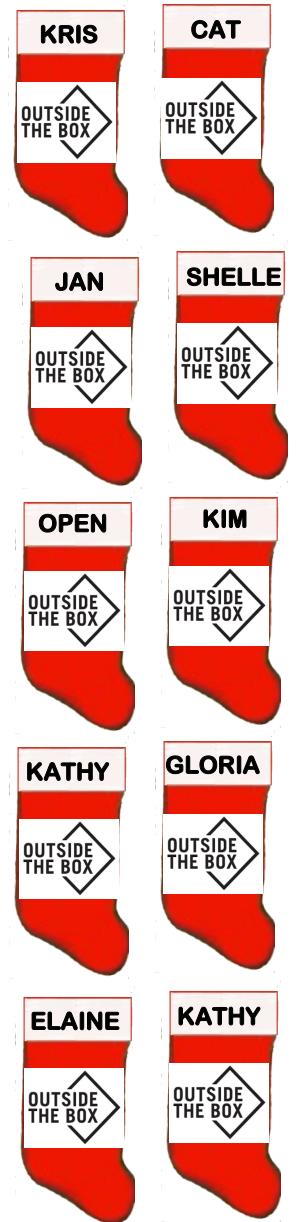 KRIS
OUTSIDE
THE BOX
CAT
OUTSIDE
THE BOX
JAN
OUTSIDE
THE BOX
SHELLE
OUTSIDE
THE BOX
OPEN
OUTSIDE
THE BOX
KIM
OUTSIDE
THE BOX
KATHY
OUTSIDE
THE BOX
GLORIA
OUTSIDE
THE BOX
ELAINE
OUTSIDE
THE BOX
KATHY
OUTSIDE
THE BOX